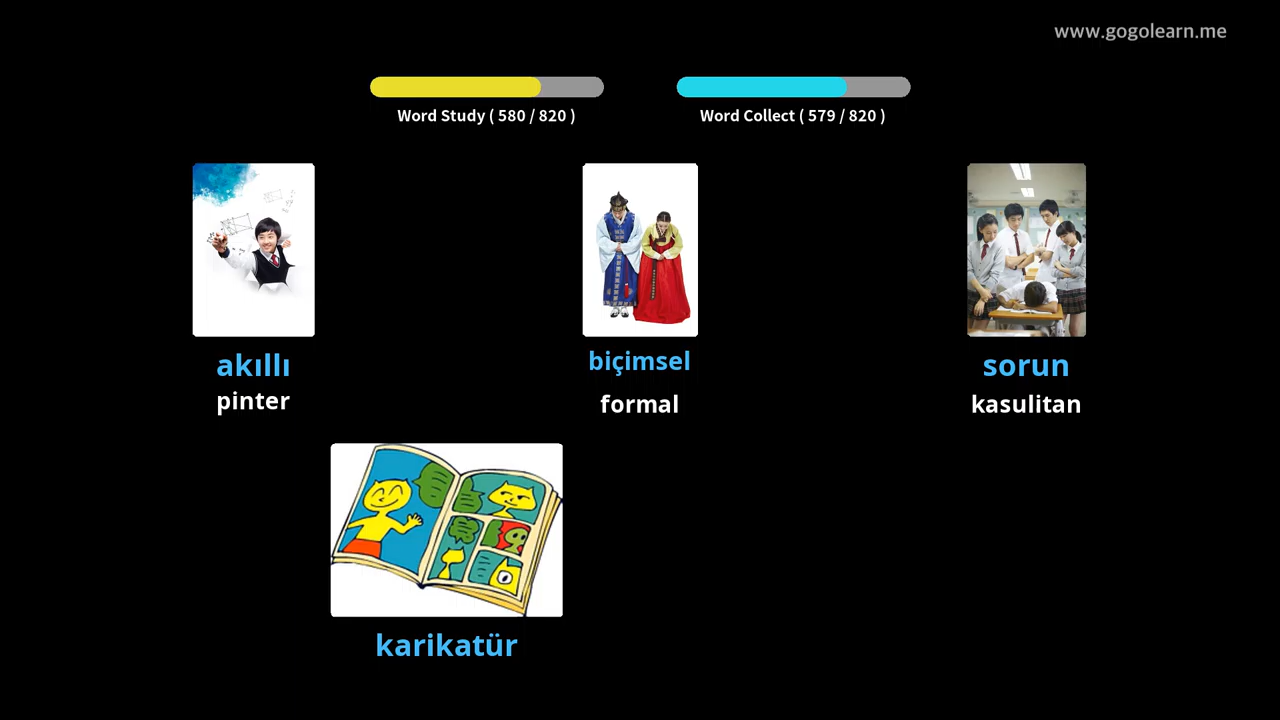 www.gogolearn.me
Word Study ( 580 / 820 )
Word Collect ( 579 / 820 )
akıllı
pinter
biçimsel
formal
sorun
kasulitan
karikatür